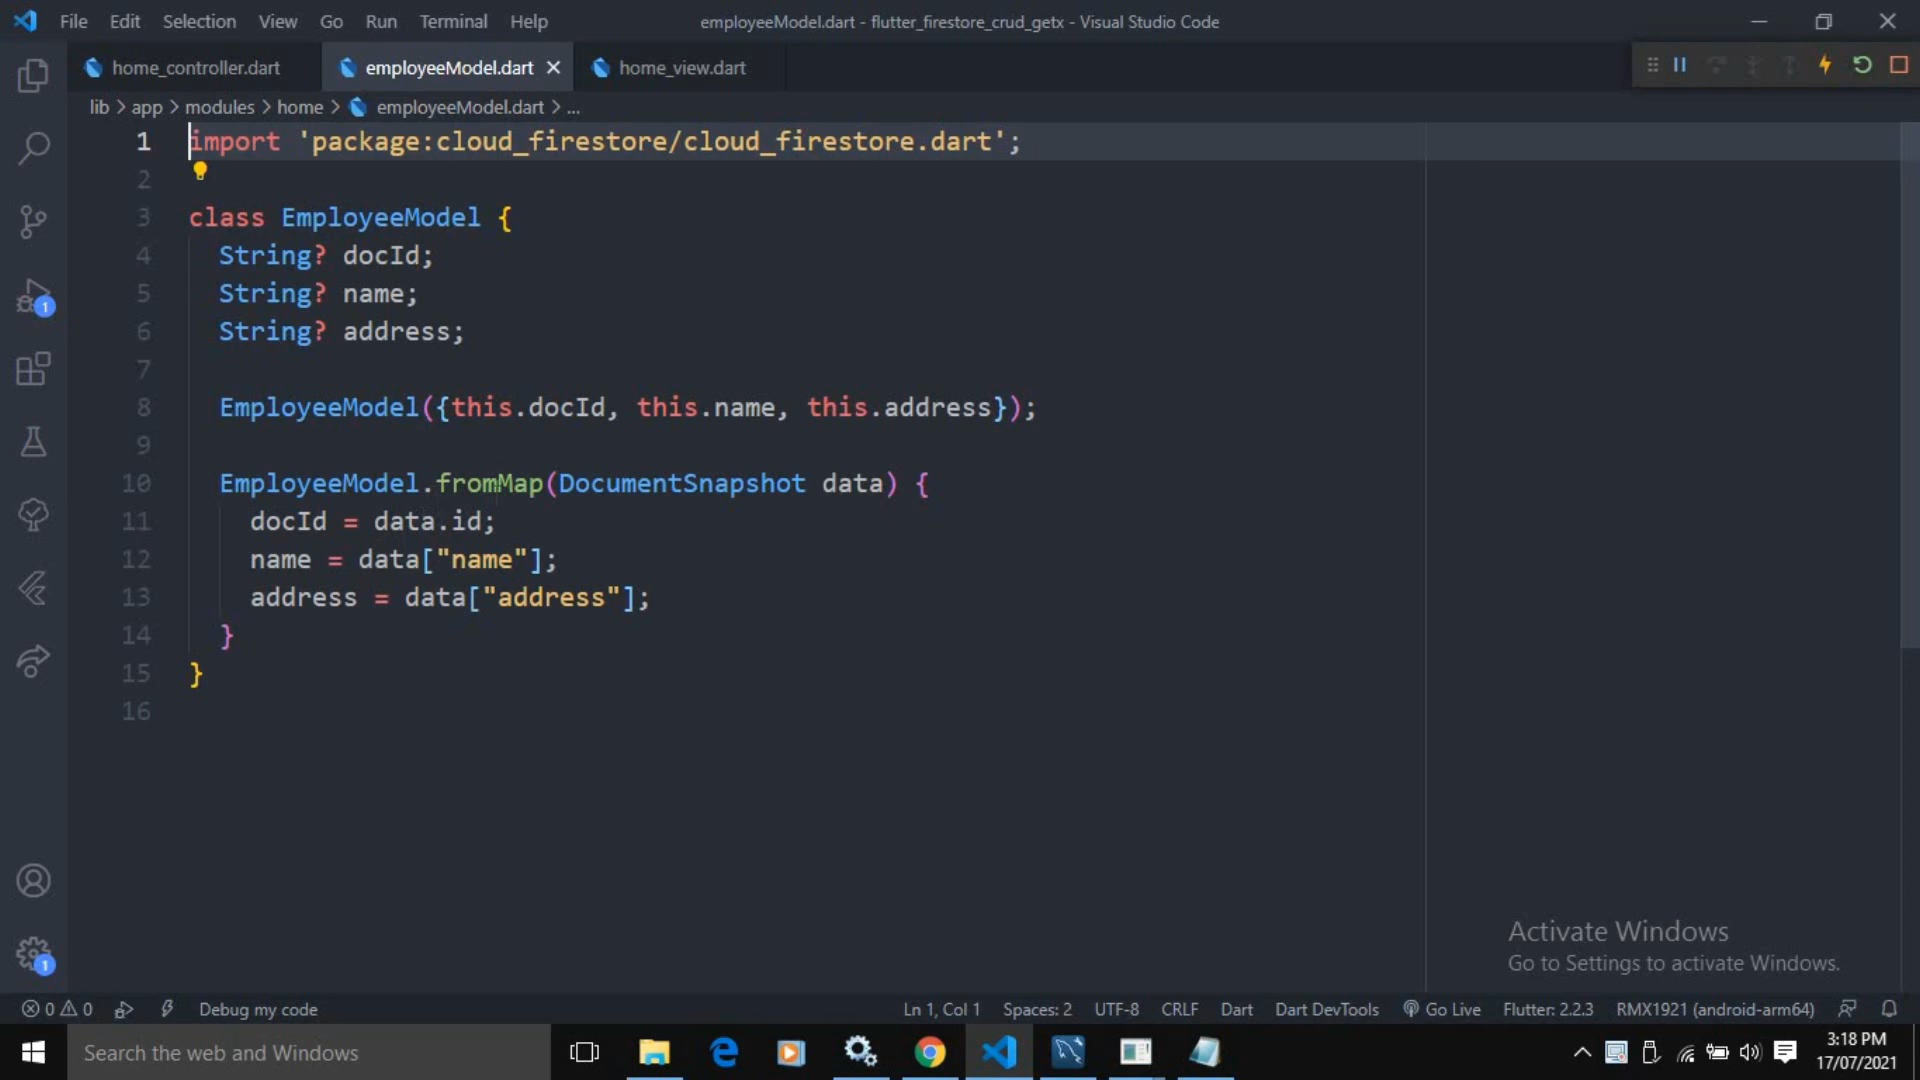 File Edit Selection View Go Run Terminal Help employeeModel.dart - flutter_firestore_crud_getx - Visual Studio Code
home_controller.dart employeeModel.dart home_view.dart
lib > app > modules > home > employeeModel.dart > ...
1 import 'package:cloud_firestore/cloud_firestore.dart';
2
3 class EmployeeModel {
4 String? docId;
5 String? name;
6 String? address;
7
8 EmployeeModel({this.docId, this.name, this.address});
9
10 EmployeeModel.fromMap(DocumentSnapshot data) {
11 docId = data.id;
12 name = data["name"];
13 address = data["address"];
14 }
15 }
16
1
1
Activate Windows
Go to Settings to activate Windows.
0 0 Debug my code Ln 1, Col 1 Spaces: 2 UTF-8 CRLF Dart Dart DevTools Go Live Flutter: 2.2.3 RMX1921 (android-arm64)
Search the web and Windows
3:18 PM
17/07/2021